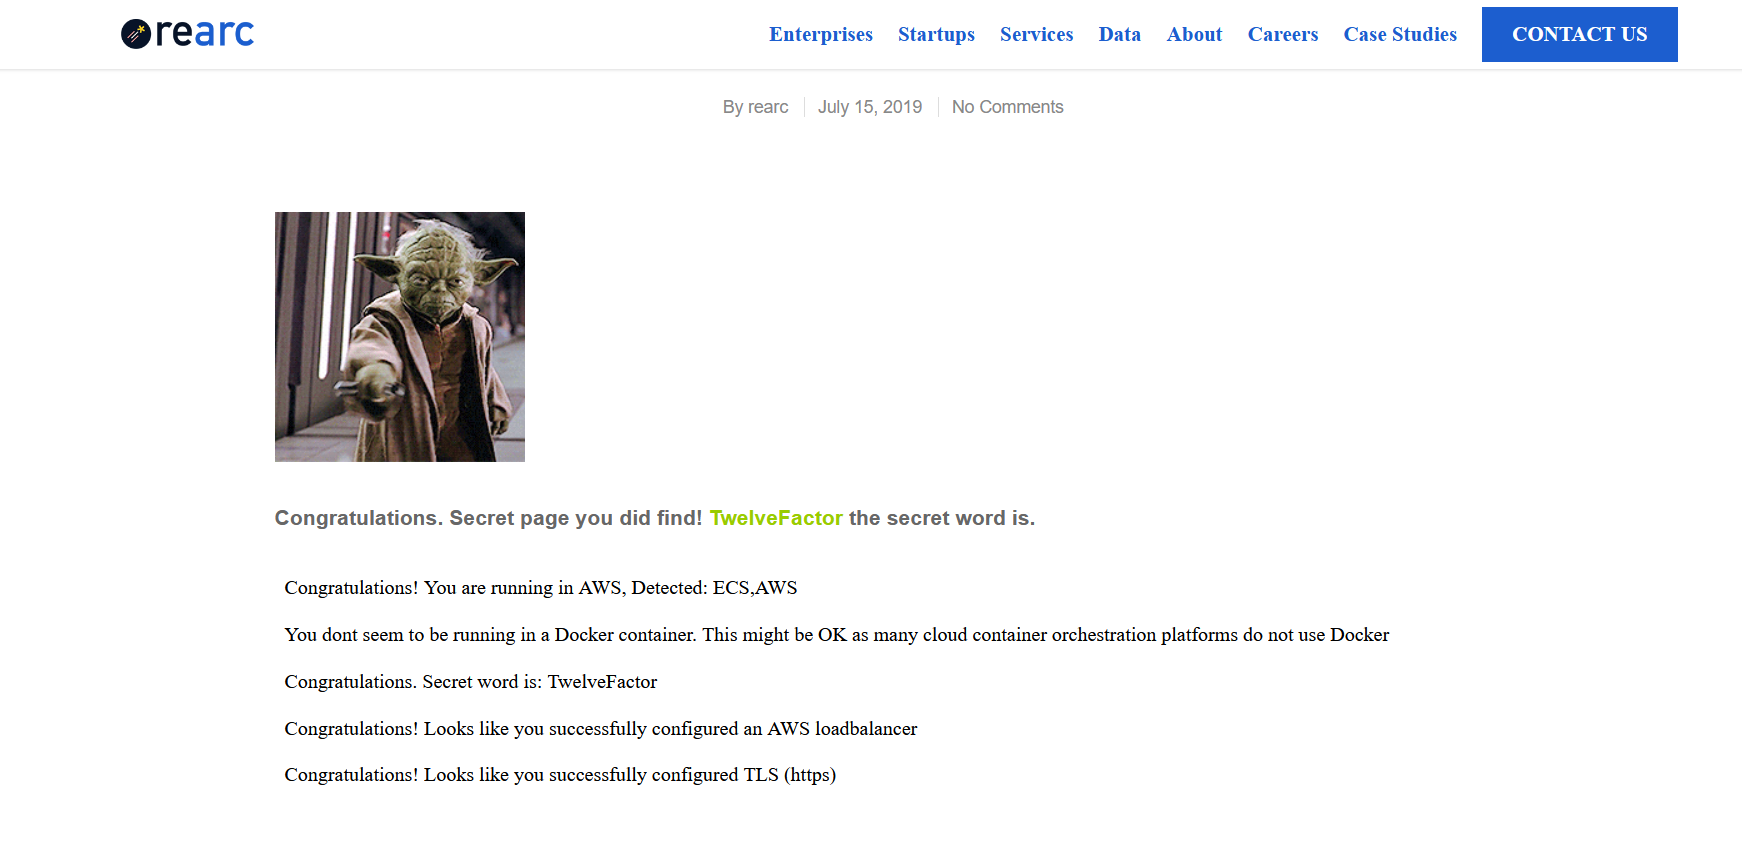 rearc
Enterprises Startups Services Data About Careers Case Studies CONTACT US
By rearc July 15, 2019 No Comments
Congratulations. Secret page you did find! TwelveFactor the secret word is.
Congratulations! You are running in AWS, Detected: ECS,AWS
You dont seem to be running in a Docker container. This might be OK as many cloud container orchestration platforms do not use Docker
Congratulations. Secret word is: TwelveFactor
Congratulations! Looks like you successfully configured an AWS loadbalancer
Congratulations! Looks like you successfully configured TLS (https)